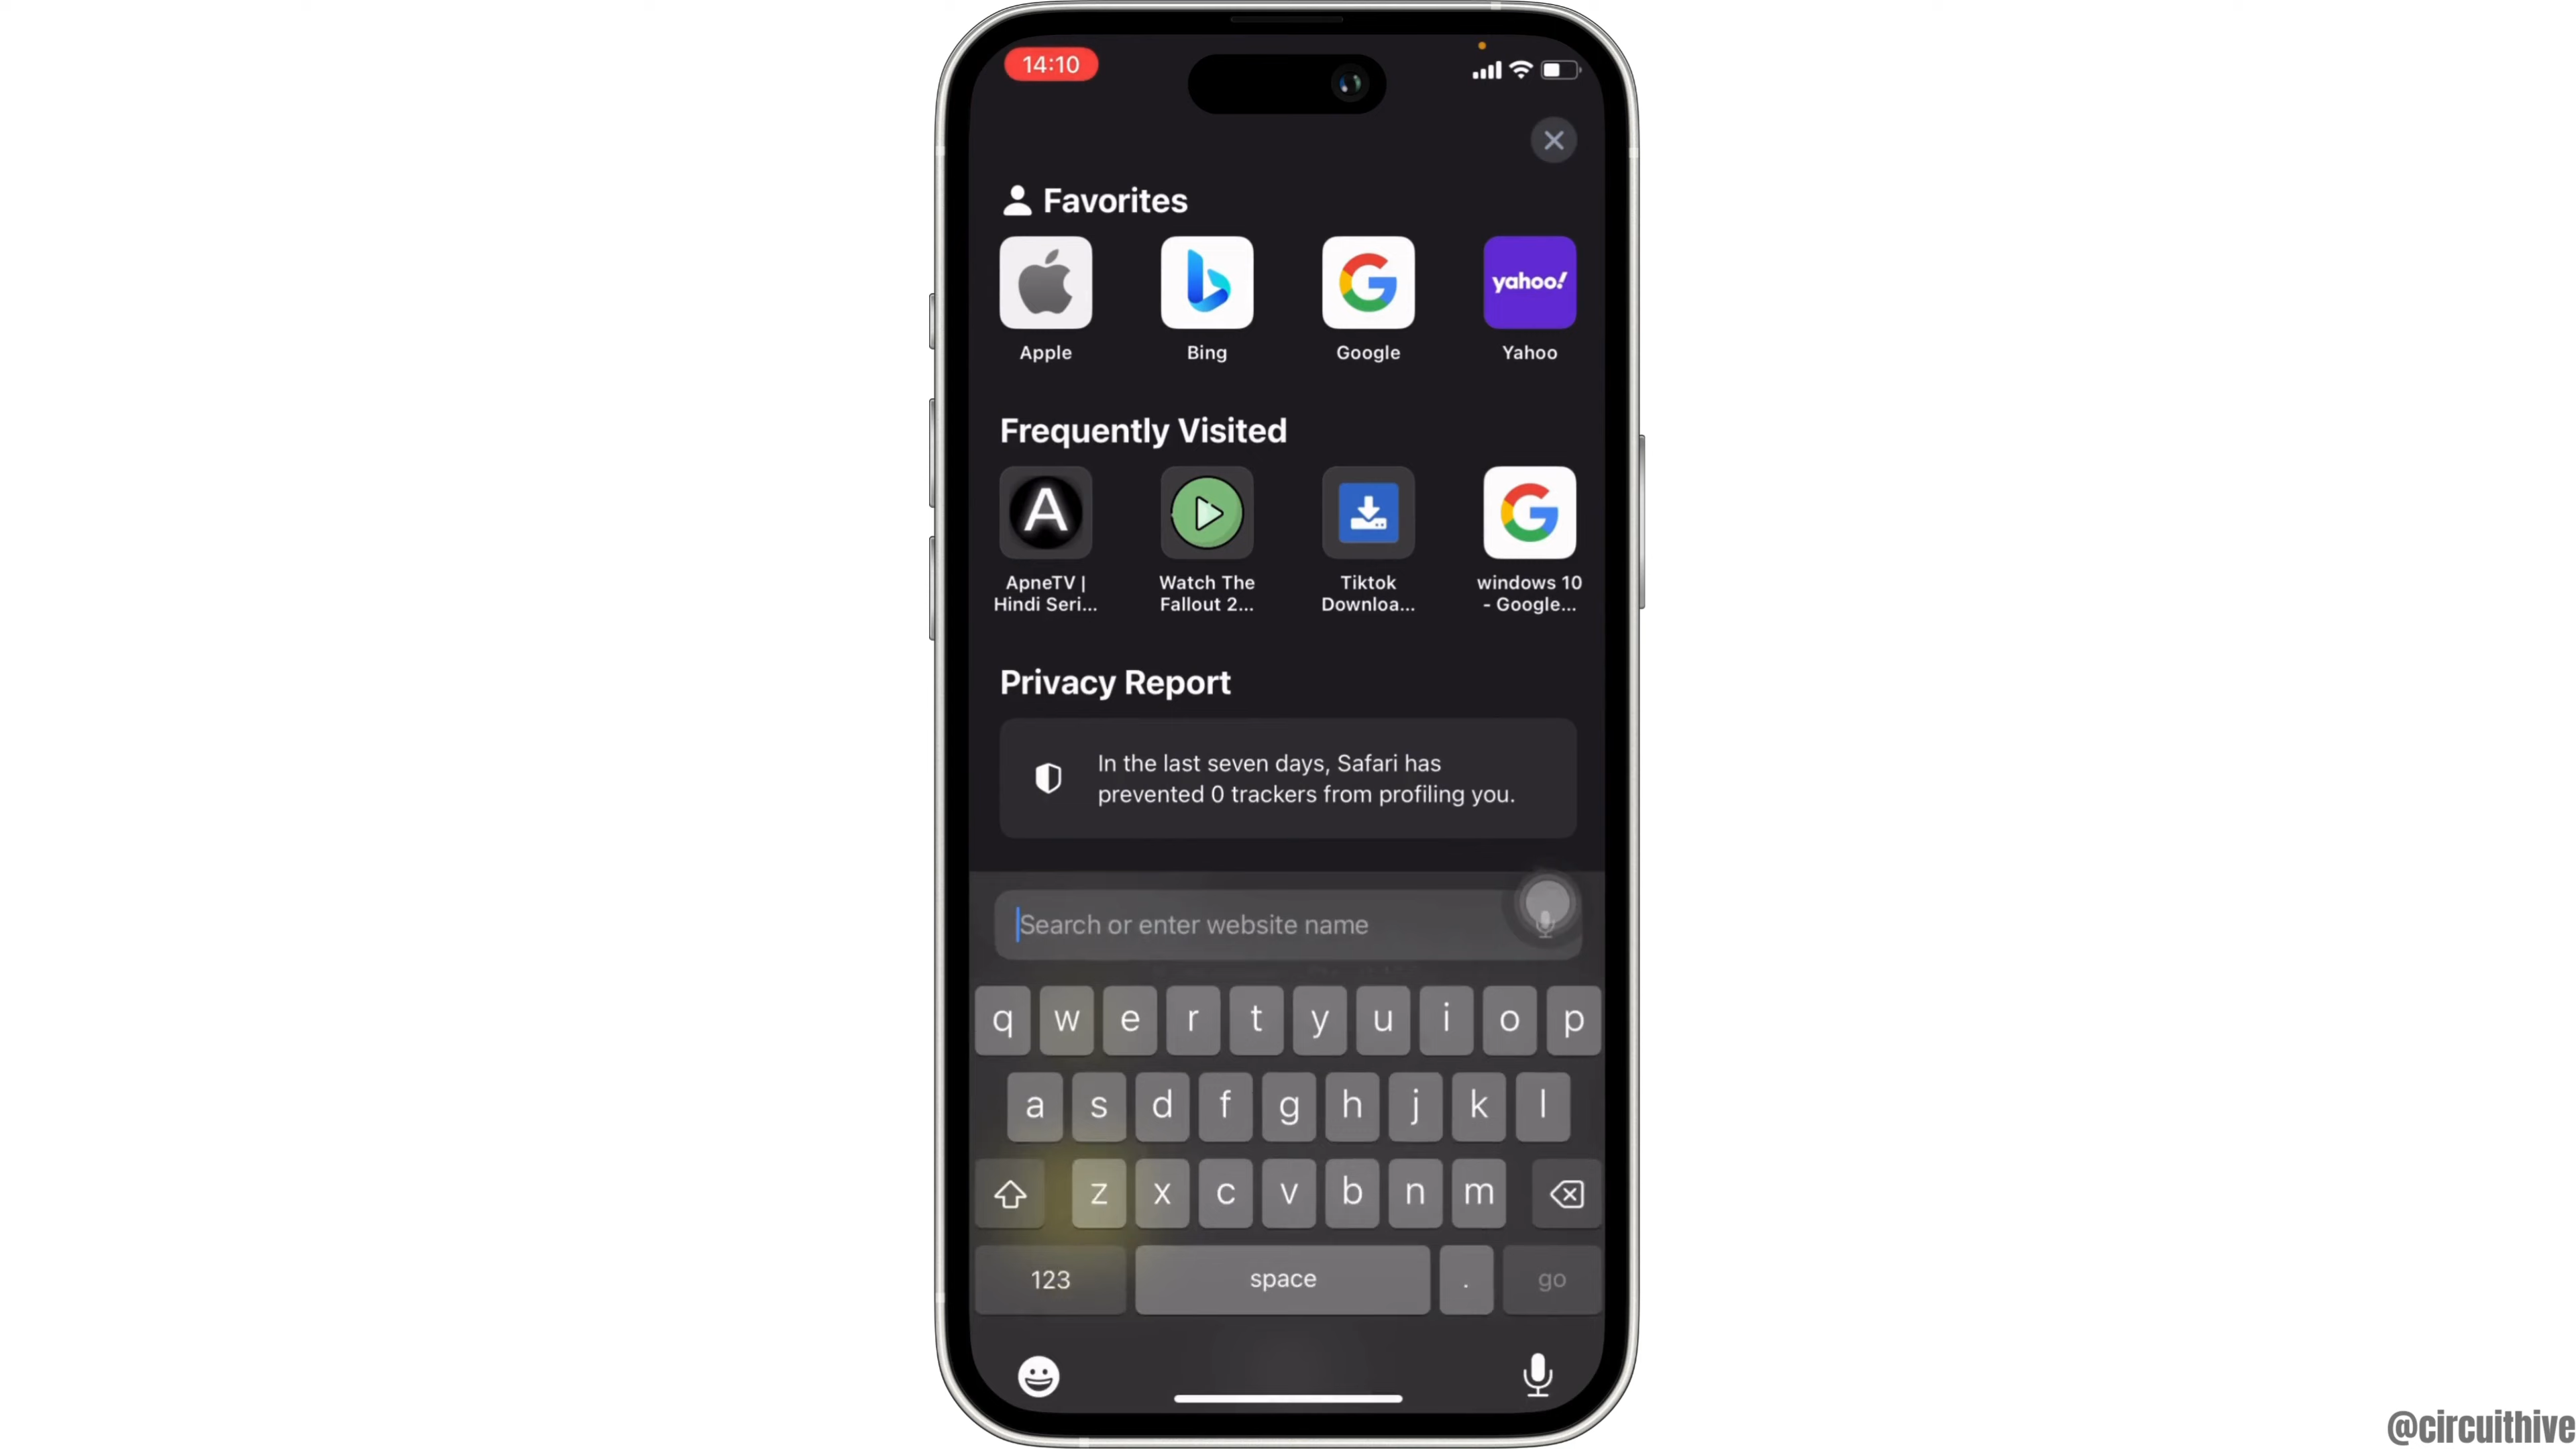 14:10
Favorites
yahoo!
Apple
Bing
Google
Yahoo
Frequently Visited
A
ApneTV |
Hindi Seri...
Watch The
Fallout 2...
Tiktok
Downloa...
windows 10
- Google...
Privacy Report
In the last seven days, Safari has
prevented 0 trackers from profiling you.
Search or enter website name
q w e r t y u i o p
a s d f g h j k l
z x c v b n m
123 space . go
@circuithive